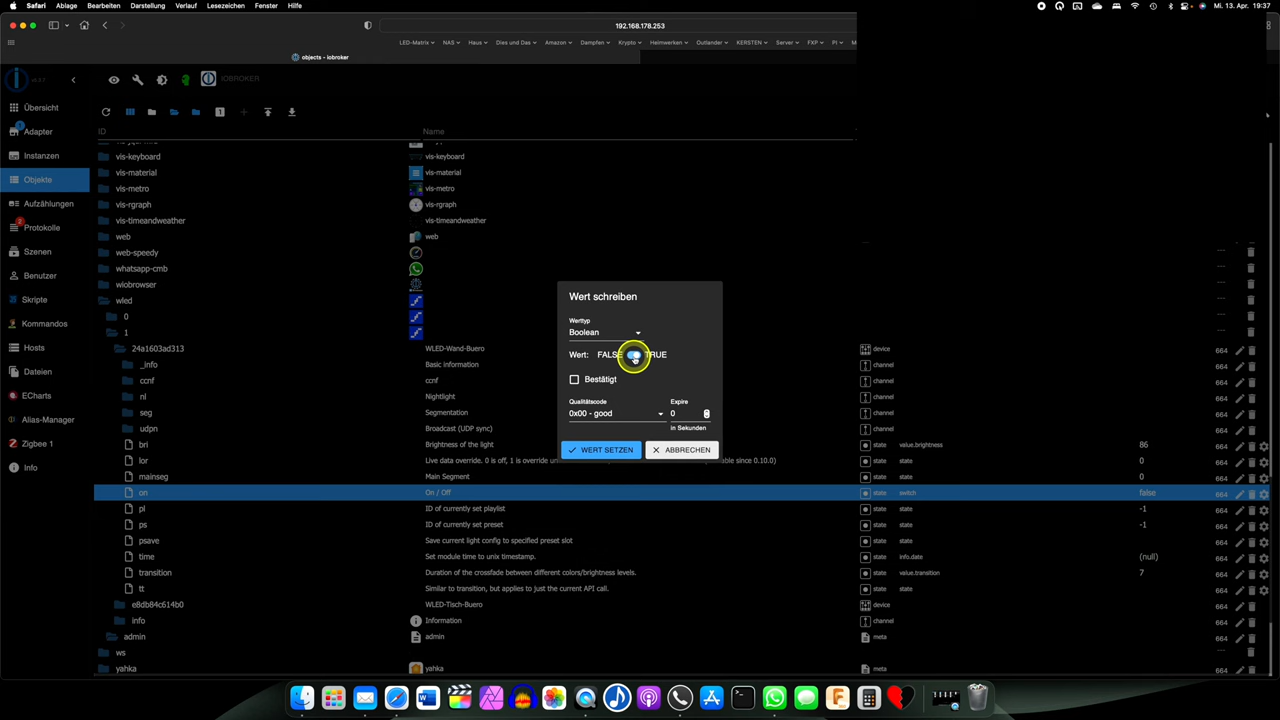 Safari Ablage Bearbeiten Darstellung Verlauf Lesezeichen Fenster Hilfe Mi. 13. Apr. 19:37
192.168.178.253
LED-Matrix NAS Haus Dies und Das Amazon Dampfen Krypto Heimwerken Outlander KERSTEN Server FXP PI
objects - iobroker
IOBROKER
Übersicht
ID Name
Adapter
vis-keyboard vis-keyboard
Instanzen
vis-material vis-material
Objekte
vis-metro vis-metro
Aufzählungen
vis-rgraph vis-rgraph
vis-timeandweather vis-timeandweather
Protokolle
web web
Szenen
web-speedy
whatsapp-cmb
Benutzer
wiobrowser
Skripte
wled
Kommandos
0
1
Hosts
24a1603ad313 WLED-Wand-Buero device 664
_info Basic information channel 664
Dateien
ccnf ccnf channel 664
ECharts
nl Nightlight channel 664
seg Segmentation channel 664
Alias-Manager
udpn Broadcast (UDP sync) channel 664
Zigbee 1
bri Brightness of the light state value.brightness 86 664
lor Live data override. 0 is off, 1 is override un able since 0.10.0) state state 0 664
Info
mainseg Main Segment state state 0 664
on On / Off state switch false 664
pl ID of currently set playlist state state -1 664
ps ID of currently set preset state state -1 664
psave Save current light config to specified preset slot state state 664
time Set module time to unix timestamp. state info.date (null) 664
transition Duration of the crossfade between different colors/brightness levels. state value.transition 7 664
tt Similar to transition, but applies to just the current API call. state state 664
e8db84c614b0 WLED-Tisch-Buero device 664
info Information channel 664
admin admin meta 664
ws
yahka yahka meta 664
Wert schreiben
Werttyp
Boolean
Wert: FALSE TRUE
Bestätigt
Qualitätscode Expire
0x00 - good 0
in Sekunden
WERT SETZEN ABBRECHEN